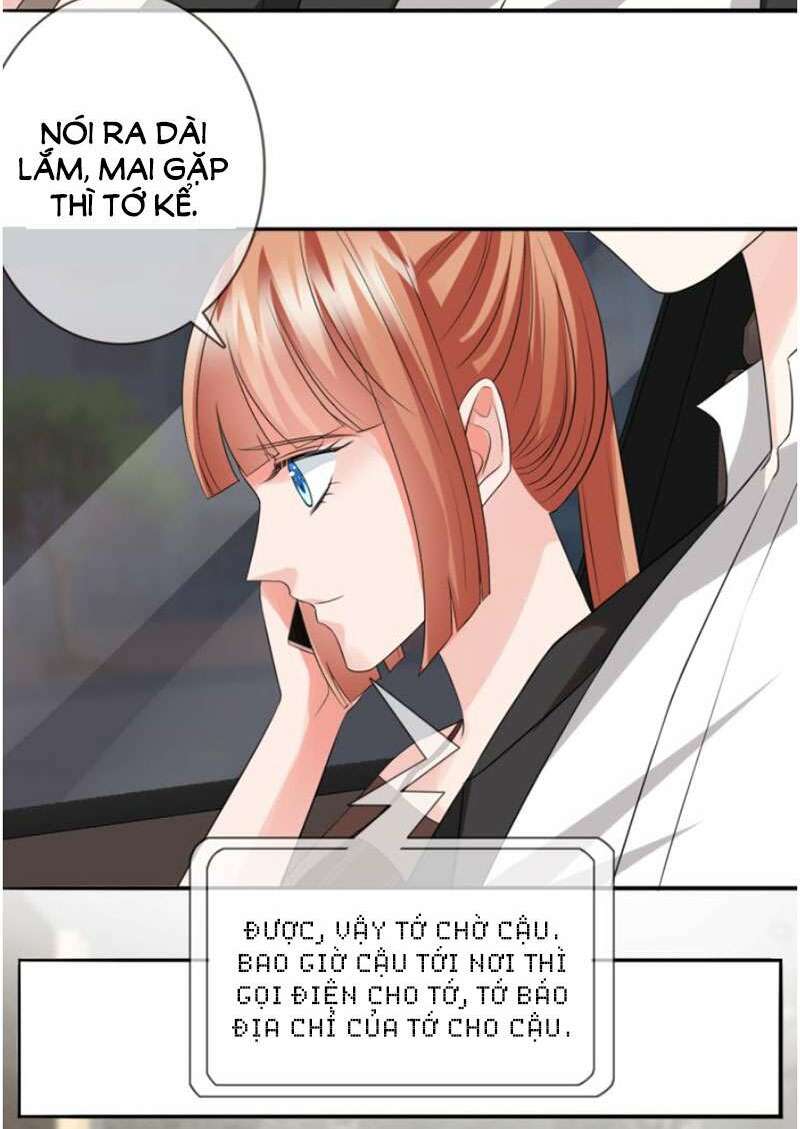 NÓI RA DÀI
LẮM, MAI GẶP
THÌ TỚ KỂ.
ĐƯỢC, VẬY TỚ CHỜ CẬU.
BAO GIỜ CẬU TỚI NƠI THÌ
GỌI ĐIỆN CHO TỚ, TỚ BÁO
ĐỊA CHỈ CỦA TỚ CHO CẬU.